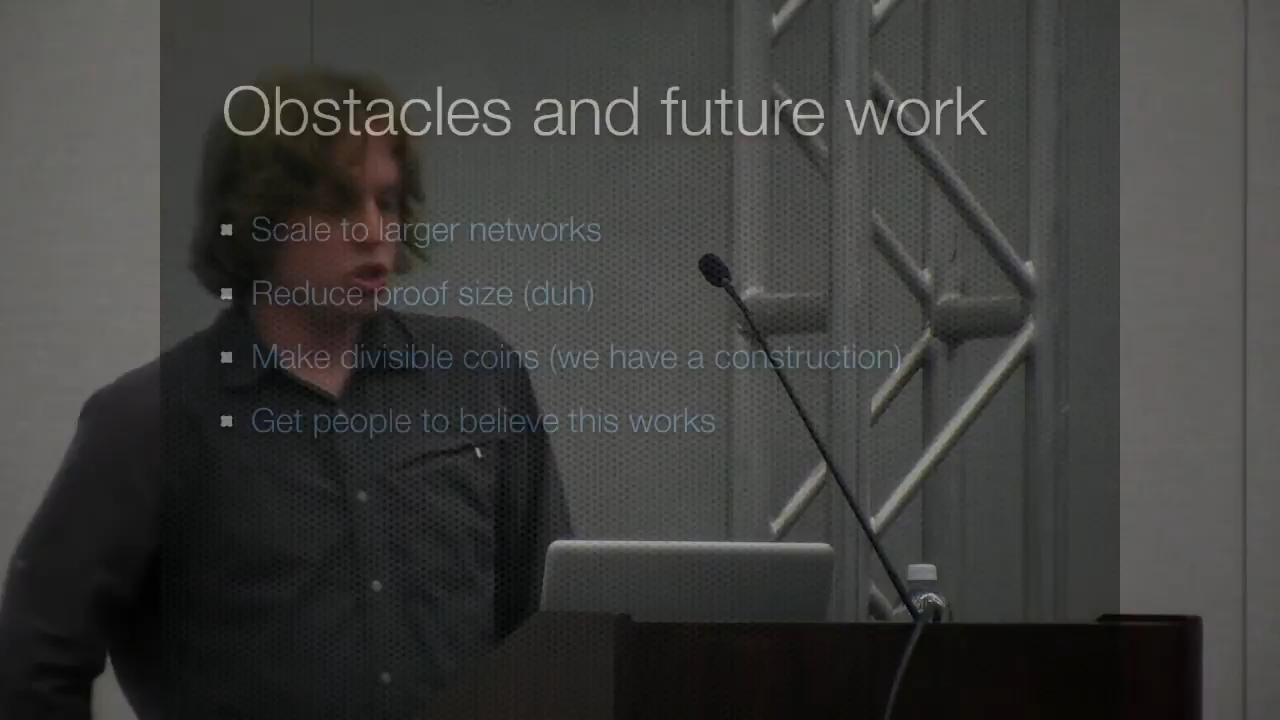 Obstacles and future work
Scale to larger networks
Reduce proof size (duh)
Make divisible coins (we have a construction)
Get people to believe this works